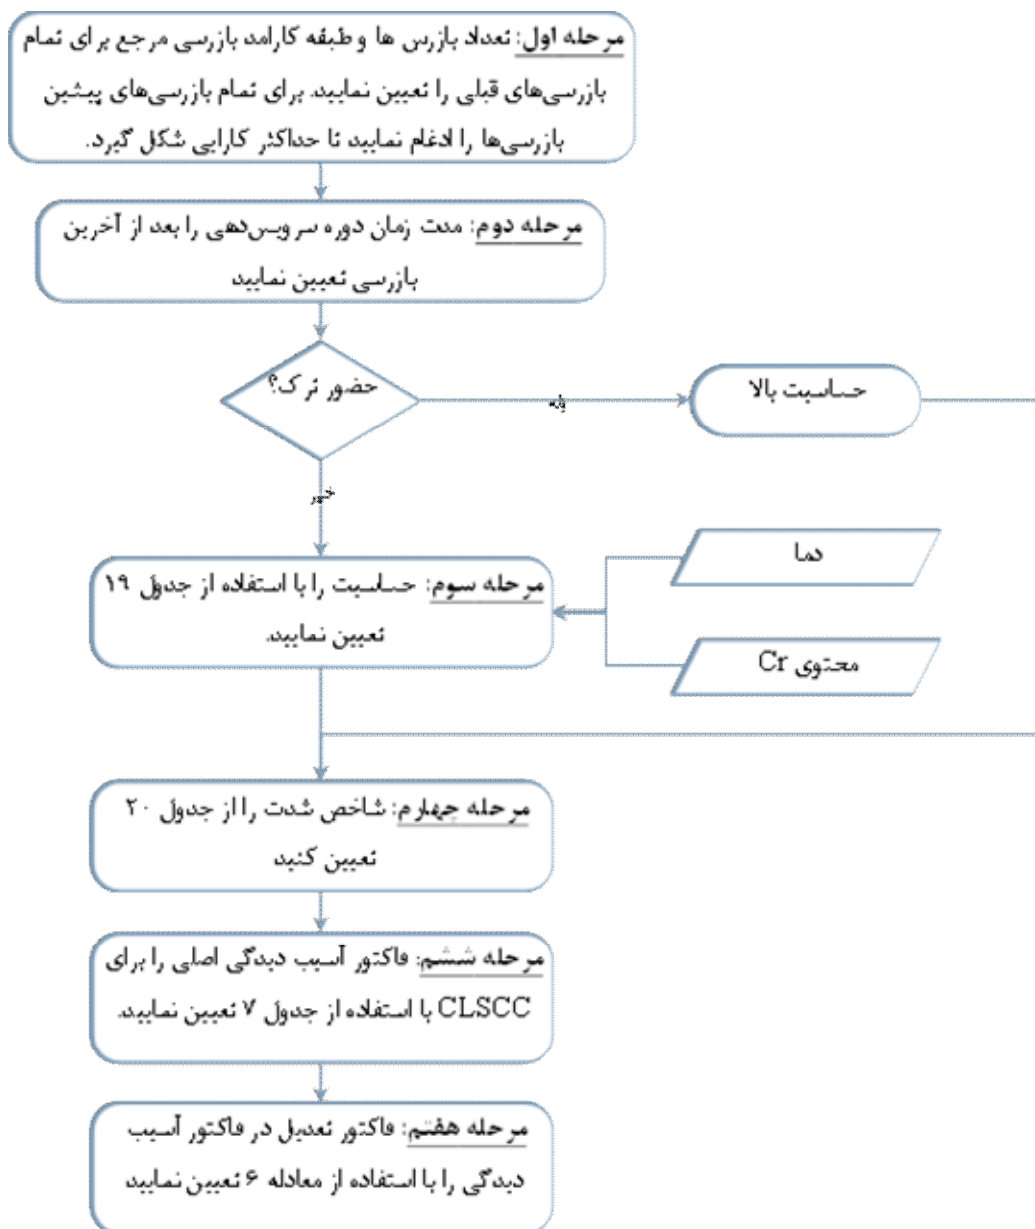 مرحله اول: تعداد بازرس ها و طبقه کارامد بازرسی مرجع برای تمام
بازرسی‌های قبلی را تعیین نمایید. برای تمام بازرسی‌های پیشین
بازرسی‌ها را ادغام نمایید تا حداکثر کارایی شکل گیرد.
مرحله دوم: مدت زمان دوره سرویس‌دهی را بعد از آخرین
بازرسی تعیین نمایید
حضور ترک؟
بله
حساسیت بالا
خیر
دما
مرحله سوم: حساسیت را با استفاده از جدول ۱۹
تعیین نمایید.
محتوی Cr
مرحله چهارم: شاخص شدت را از جدول ۲۰
تعیین کنید
مرحله ششم: فاکتور آسیب دیدگی اصلی را برای
CLSCC با استفاده از جدول ۷ تعیین نمایید.
مرحله هفتم: فاکتور تعدیل در فاکتور آسیب
دیدگی را با استفاده از معادله ۶ تعیین نمایید